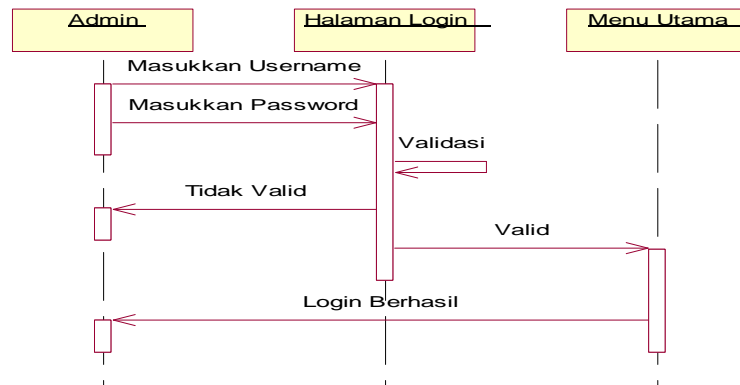 Admin
Halaman Login
Menu Utama
Masukkan Username
Masukkan Password
Validasi
Tidak Valid
Valid
Login Berhasil